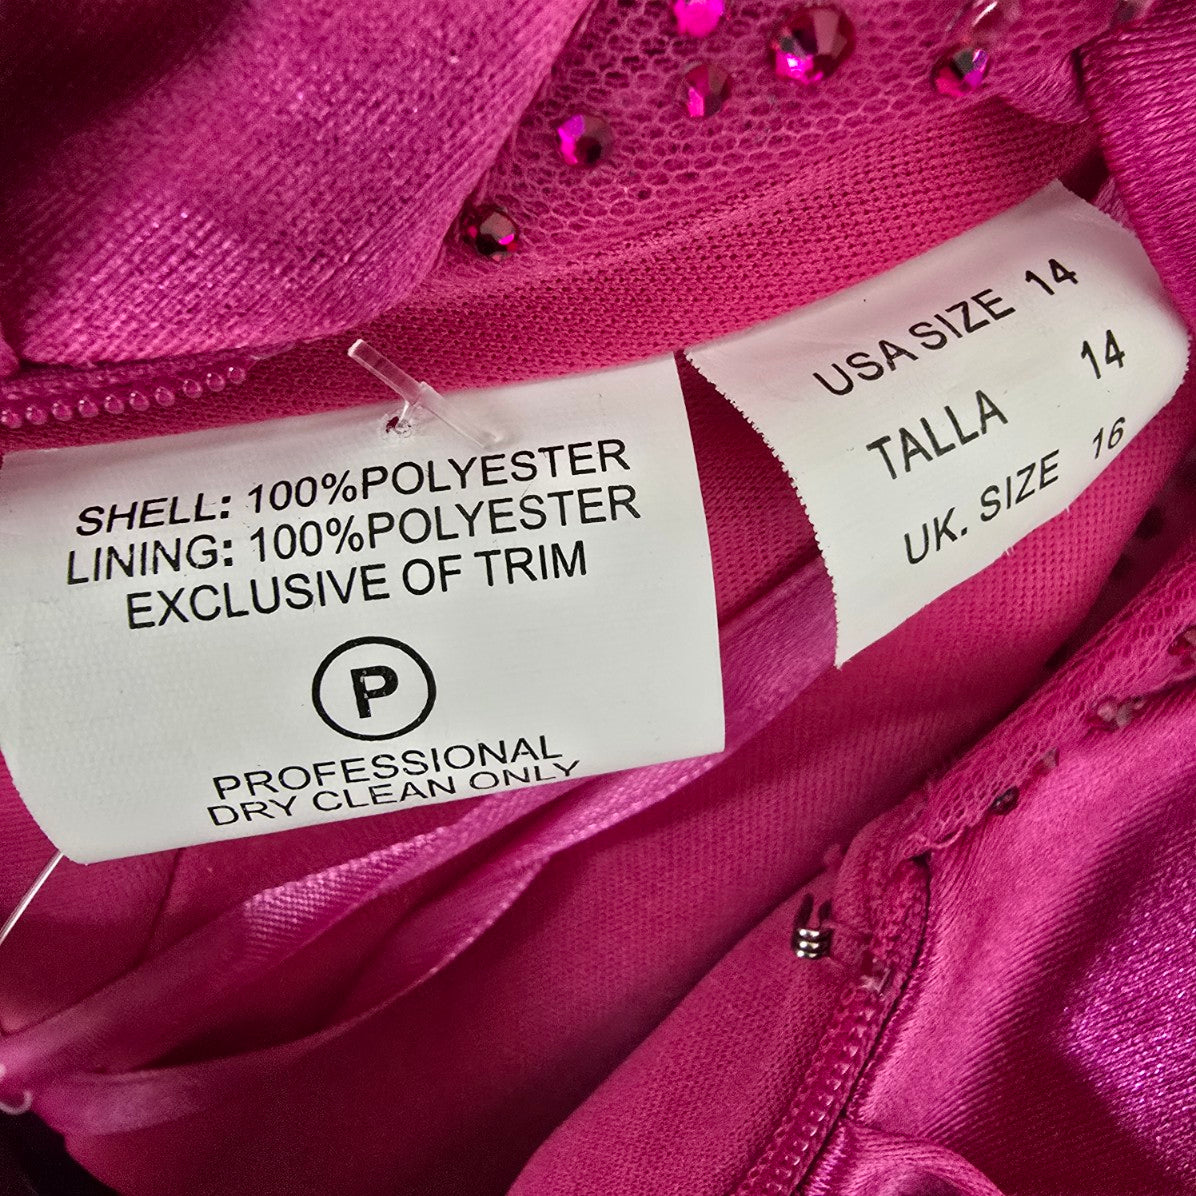 SHELL: 100%POLYESTER
LINING: 100%POLYESTER
EXCLUSIVE OF TRIM
P
PROFESSIONAL
DRY CLEAN ONLY
USA SIZE 14
TALLA 14
UK. SIZE 16